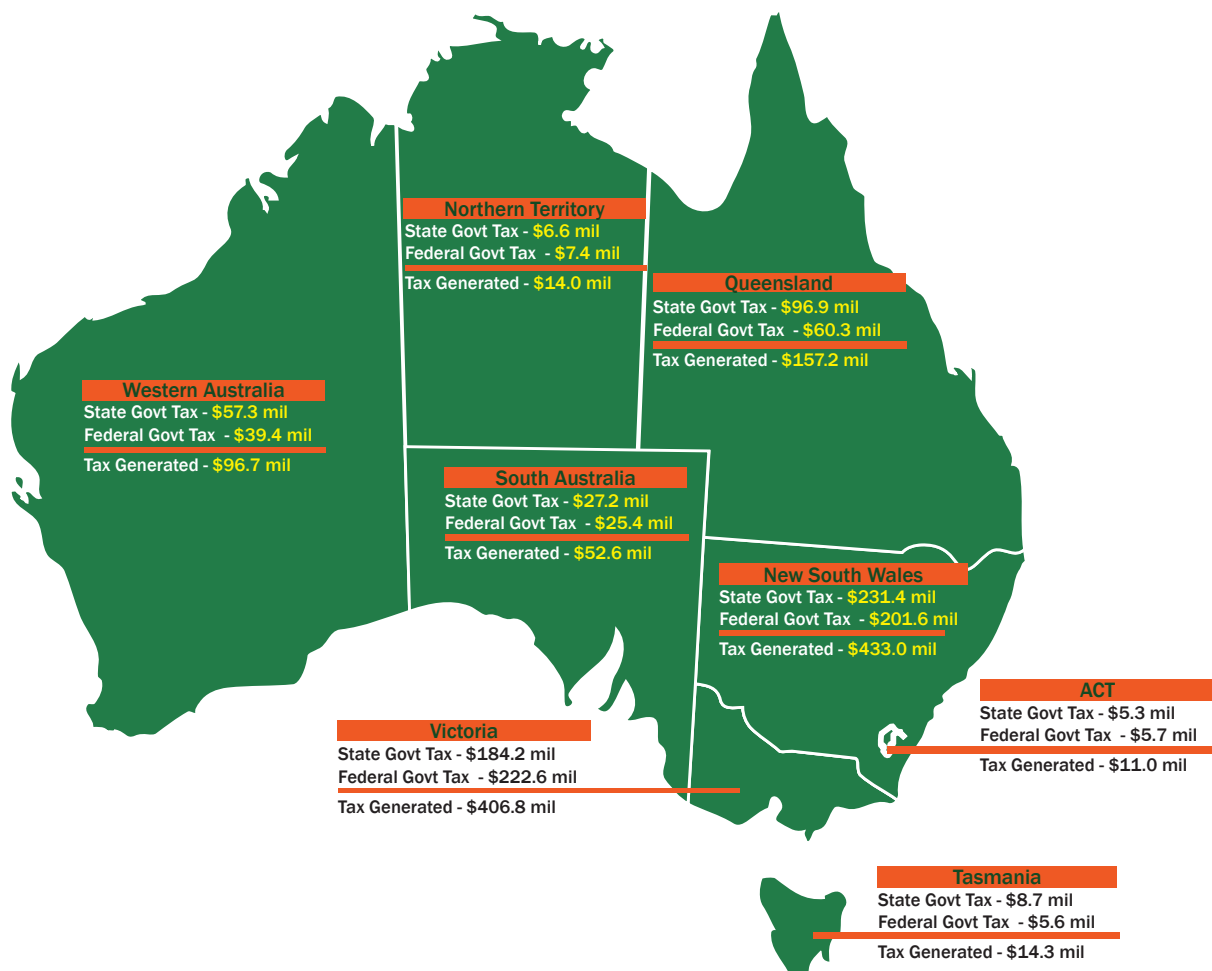 Northern Territory
State Govt Tax - $6.6 mil
Federal Govt Tax - $7.4 mil
Tax Generated - $14.0 mil
Queensland
State Govt Tax - $96.9 mil
Federal Govt Tax - $60.3 mil
Tax Generated - $157.2 mil
Western Australia
State Govt Tax - $57.3 mil
Federal Govt Tax - $39.4 mil
Tax Generated - $96.7 mil
South Australia
State Govt Tax - $27.2 mil
Federal Govt Tax - $25.4 mil
Tax Generated - $52.6 mil
New South Wales
State Govt Tax - $231.4 mil
Federal Govt Tax - $201.6 mil
Tax Generated - $433.0 mil
ACT
State Govt Tax - $5.3 mil
Federal Govt Tax - $5.7 mil
Tax Generated - $11.0 mil
Victoria
State Govt Tax - $184.2 mil
Federal Govt Tax - $222.6 mil
Tax Generated - $406.8 mil
Tasmania
State Govt Tax - $8.7 mil
Federal Govt Tax - $5.6 mil
Tax Generated - $14.3 mil